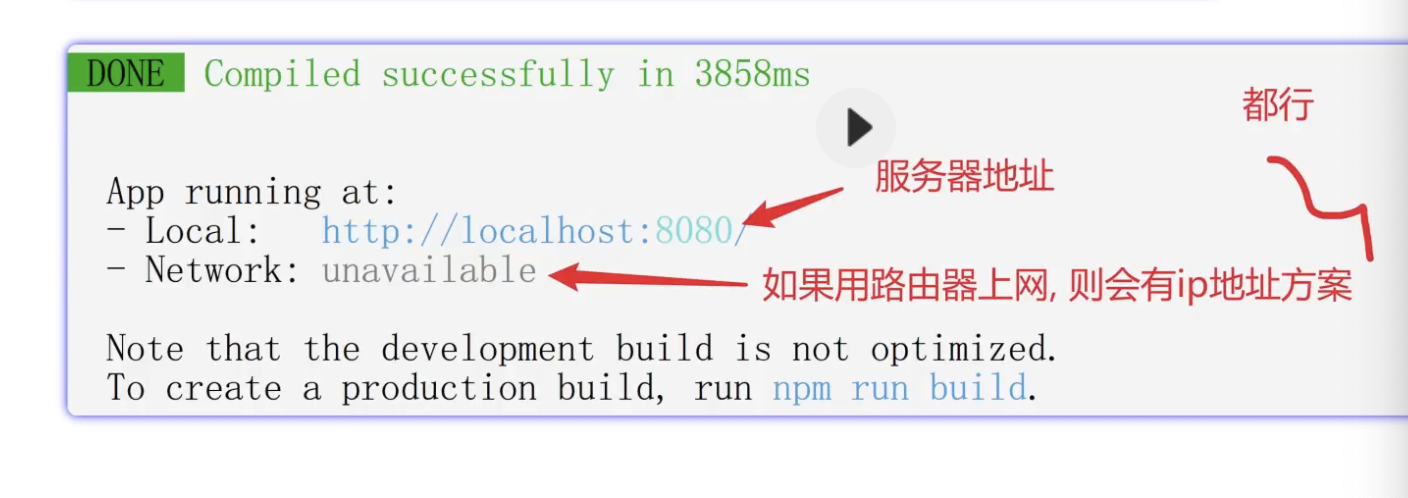 DONE Compiled successfully in 3858ms
都行
App running at:
服务器地址
- Local: http://localhost:8080/
- Network: unavailable
如果用路由器上网, 则会有ip地址方案
Note that the development build is not optimized.
To create a production build, run npm run build.